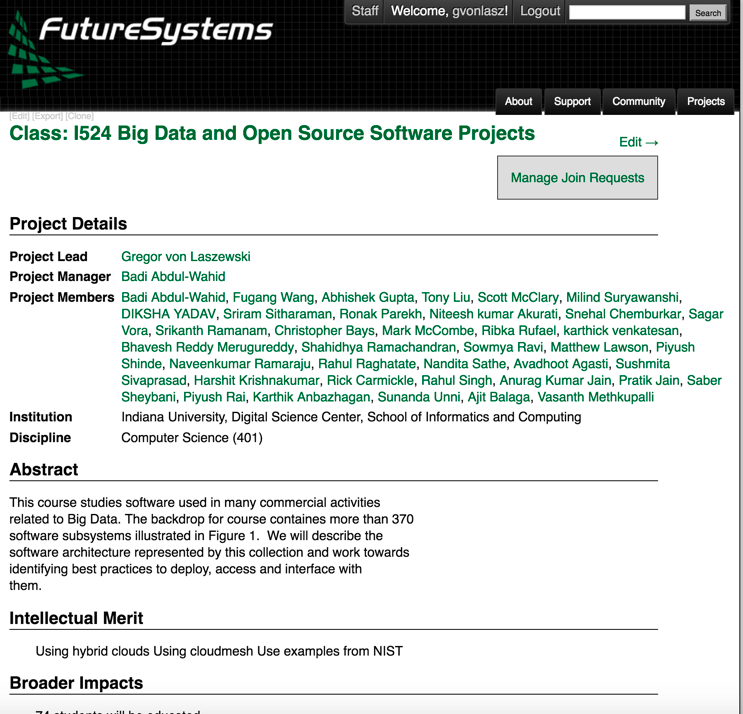 FutureSystems
Staff Welcome, gvonlasz! Logout Search
About Support Community Projects
[Edit] [Export] [Clone]
Class: I524 Big Data and Open Source Software Projects
Edit →
Manage Join Requests
Project Details
Project Lead Gregor von Laszewski
Project Manager Badi Abdul-Wahid
Project Members Badi Abdul-Wahid, Fugang Wang, Abhishek Gupta, Tony Liu, Scott McClary, Milind Suryawanshi,
DIKSHA YADAV, Sriram Sitharaman, Ronak Parekh, Niteesh kumar Akurati, Snehal Chemburkar, Sagar
Vora, Srikanth Ramanam, Christopher Bays, Mark McCombe, Ribka Rufael, karthick venkatesan,
Bhavesh Reddy Merugureddy, Shahidhya Ramachandran, Sowmya Ravi, Matthew Lawson, Piyush
Shinde, Naveenkumar Ramaraju, Rahul Raghatate, Nandita Sathe, Avadhoot Agasti, Sushmita
Sivaprasad, Harshit Krishnakumar, Rick Carmickle, Rahul Singh, Anurag Kumar Jain, Pratik Jain, Saber
Sheybani, Piyush Rai, Karthik Anbazhagan, Sunanda Unni, Ajit Balaga, Vasanth Methkupalli
Institution Indiana University, Digital Science Center, School of Informatics and Computing
Discipline Computer Science (401)
Abstract
This course studies software used in many commercial activities
related to Big Data. The backdrop for course containes more than 370
software subsystems illustrated in Figure 1. We will describe the
software architecture represented by this collection and work towards
identifying best practices to deploy, access and interface with
them.
Intellectual Merit
Using hybrid clouds Using cloudmesh Use examples from NIST
Broader Impacts
74 students will be educated